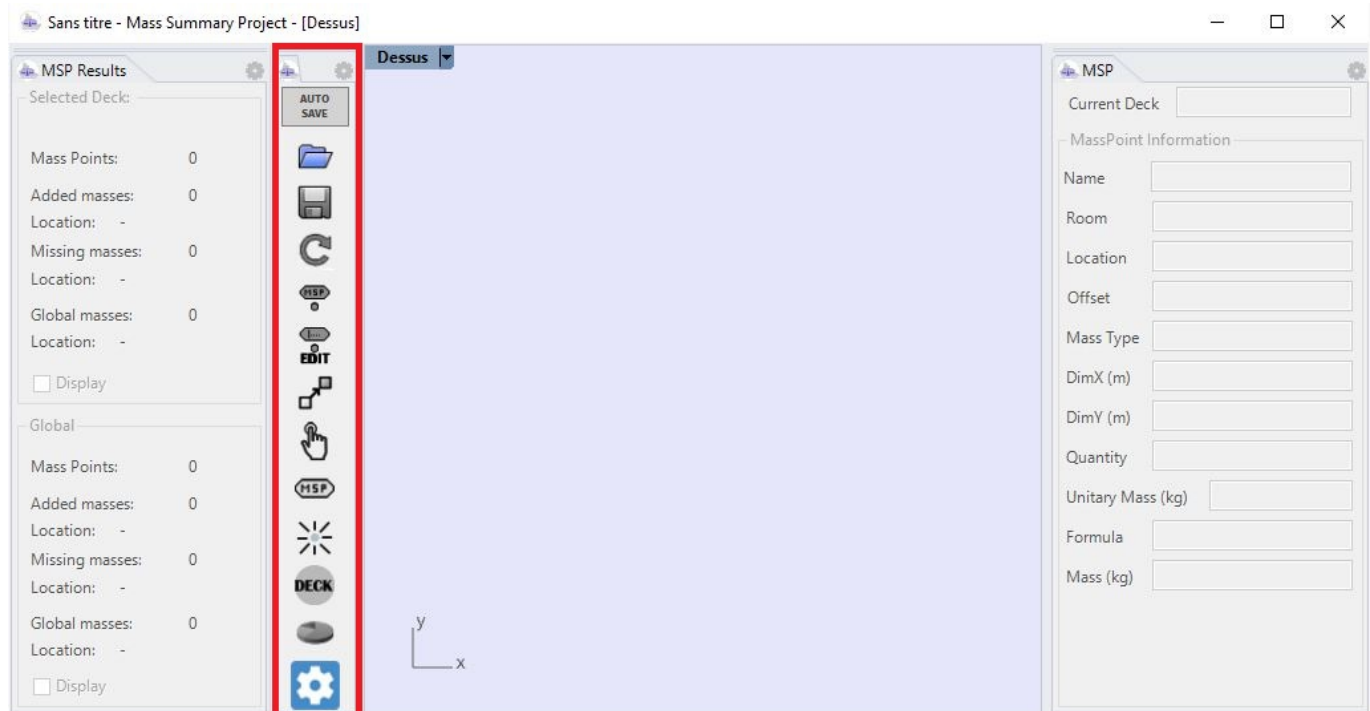 Sans titre - Mass Summary Project - [Dessus]
MSP Results
Selected Deck:
Mass Points: 0
Added masses: 0
Location: -
Missing masses: 0
Location: -
Global masses: 0
Location: -
Display
Global
Mass Points: 0
Added masses: 0
Location: -
Missing masses: 0
Location: -
Global masses: 0
Location: -
Display
AUTO
SAVE
MSP
EDIT
MSP
DECK
Dessus
y
x
MSP
Current Deck
MassPoint Information
Name
Room
Location
Offset
Mass Type
DimX (m)
DimY (m)
Quantity
Unitary Mass (kg)
Formula
Mass (kg)